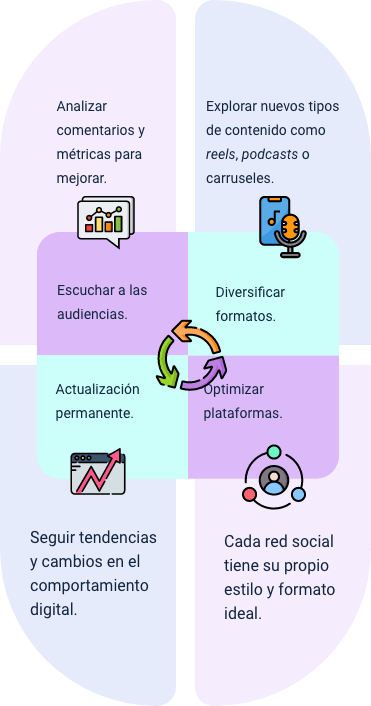 Analizar
comentarios y
métricas para
mejorar.
Explorar nuevos tipos
de contenido como
reels, podcasts o
carruseles.
Escuchar a las
audiencias.
Diversificar
formatos.
Actualización
permanente.
Optimizar
plataformas.
Seguir tendencias
y cambios en el
comportamiento
digital.
Cada red social
tiene su propio
estilo y formato
ideal.